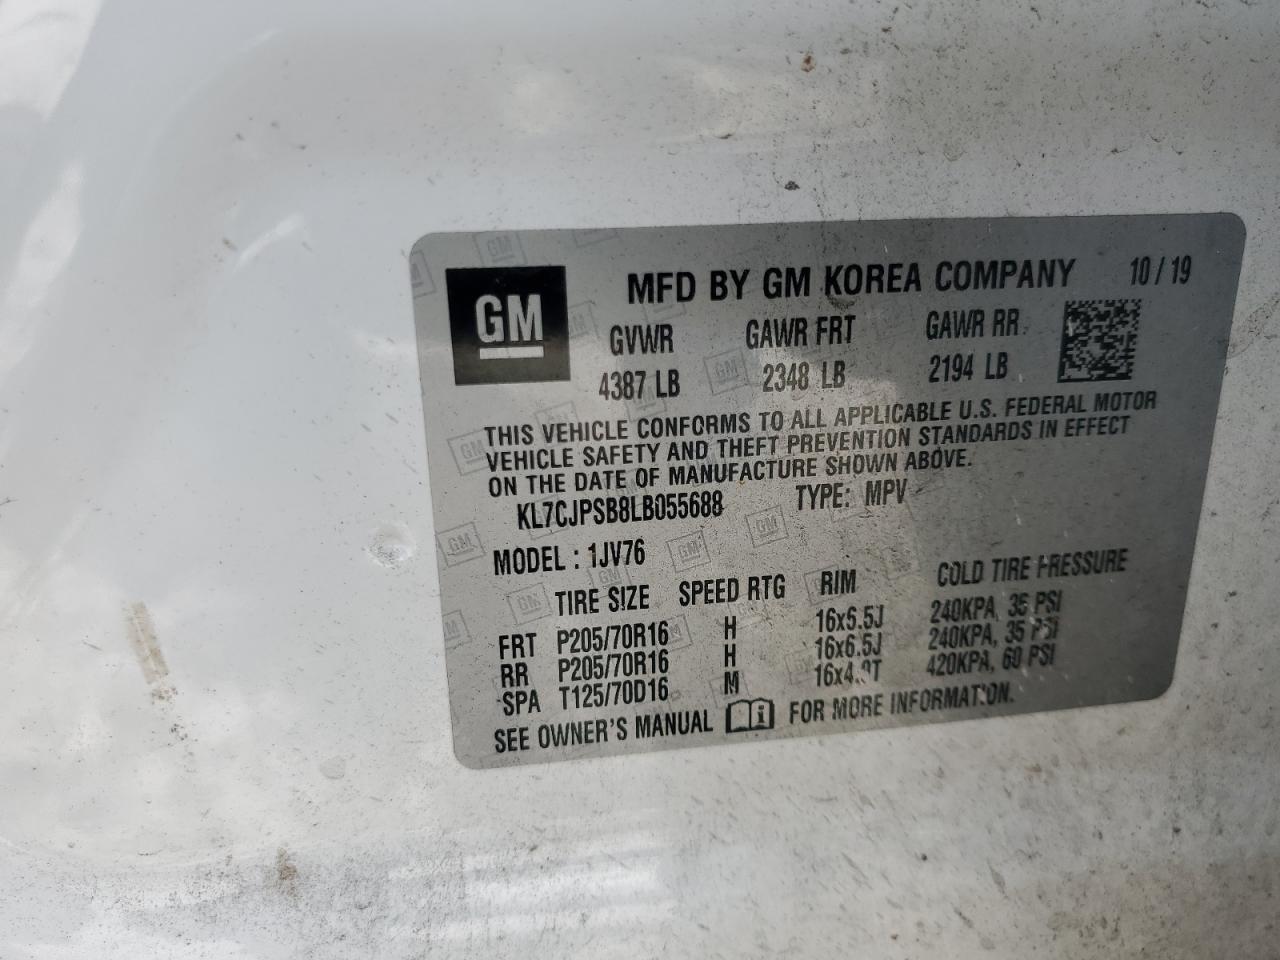 GM
MFD BY GM KOREA COMPANY 10 / 19
GVWR GAWR FRT GAWR RR
4387 LB 2348 LB 2194 LB
THIS VEHICLE CONFORMS TO ALL APPLICABLE U.S. FEDERAL MOTOR
VEHICLE SAFETY AND THEFT PREVENTION STANDARDS IN EFFECT
ON THE DATE OF MANUFACTURE SHOWN ABOVE.
KL7CJPSB8LB055688 TYPE: MPV
MODEL : 1JV76
TIRE SIZE SPEED RTG RIM COLD TIRE PRESSURE
FRT P205/70R16 H 16x6.5J 240KPA, 35 PSI
RR P205/70R16 H 16x6.5J 240KPA, 35 PSI
SPA T125/70D16 M 420KPA, 60 PSI
SEE OWNER'S MANUAL FOR MORE INFORMATION.